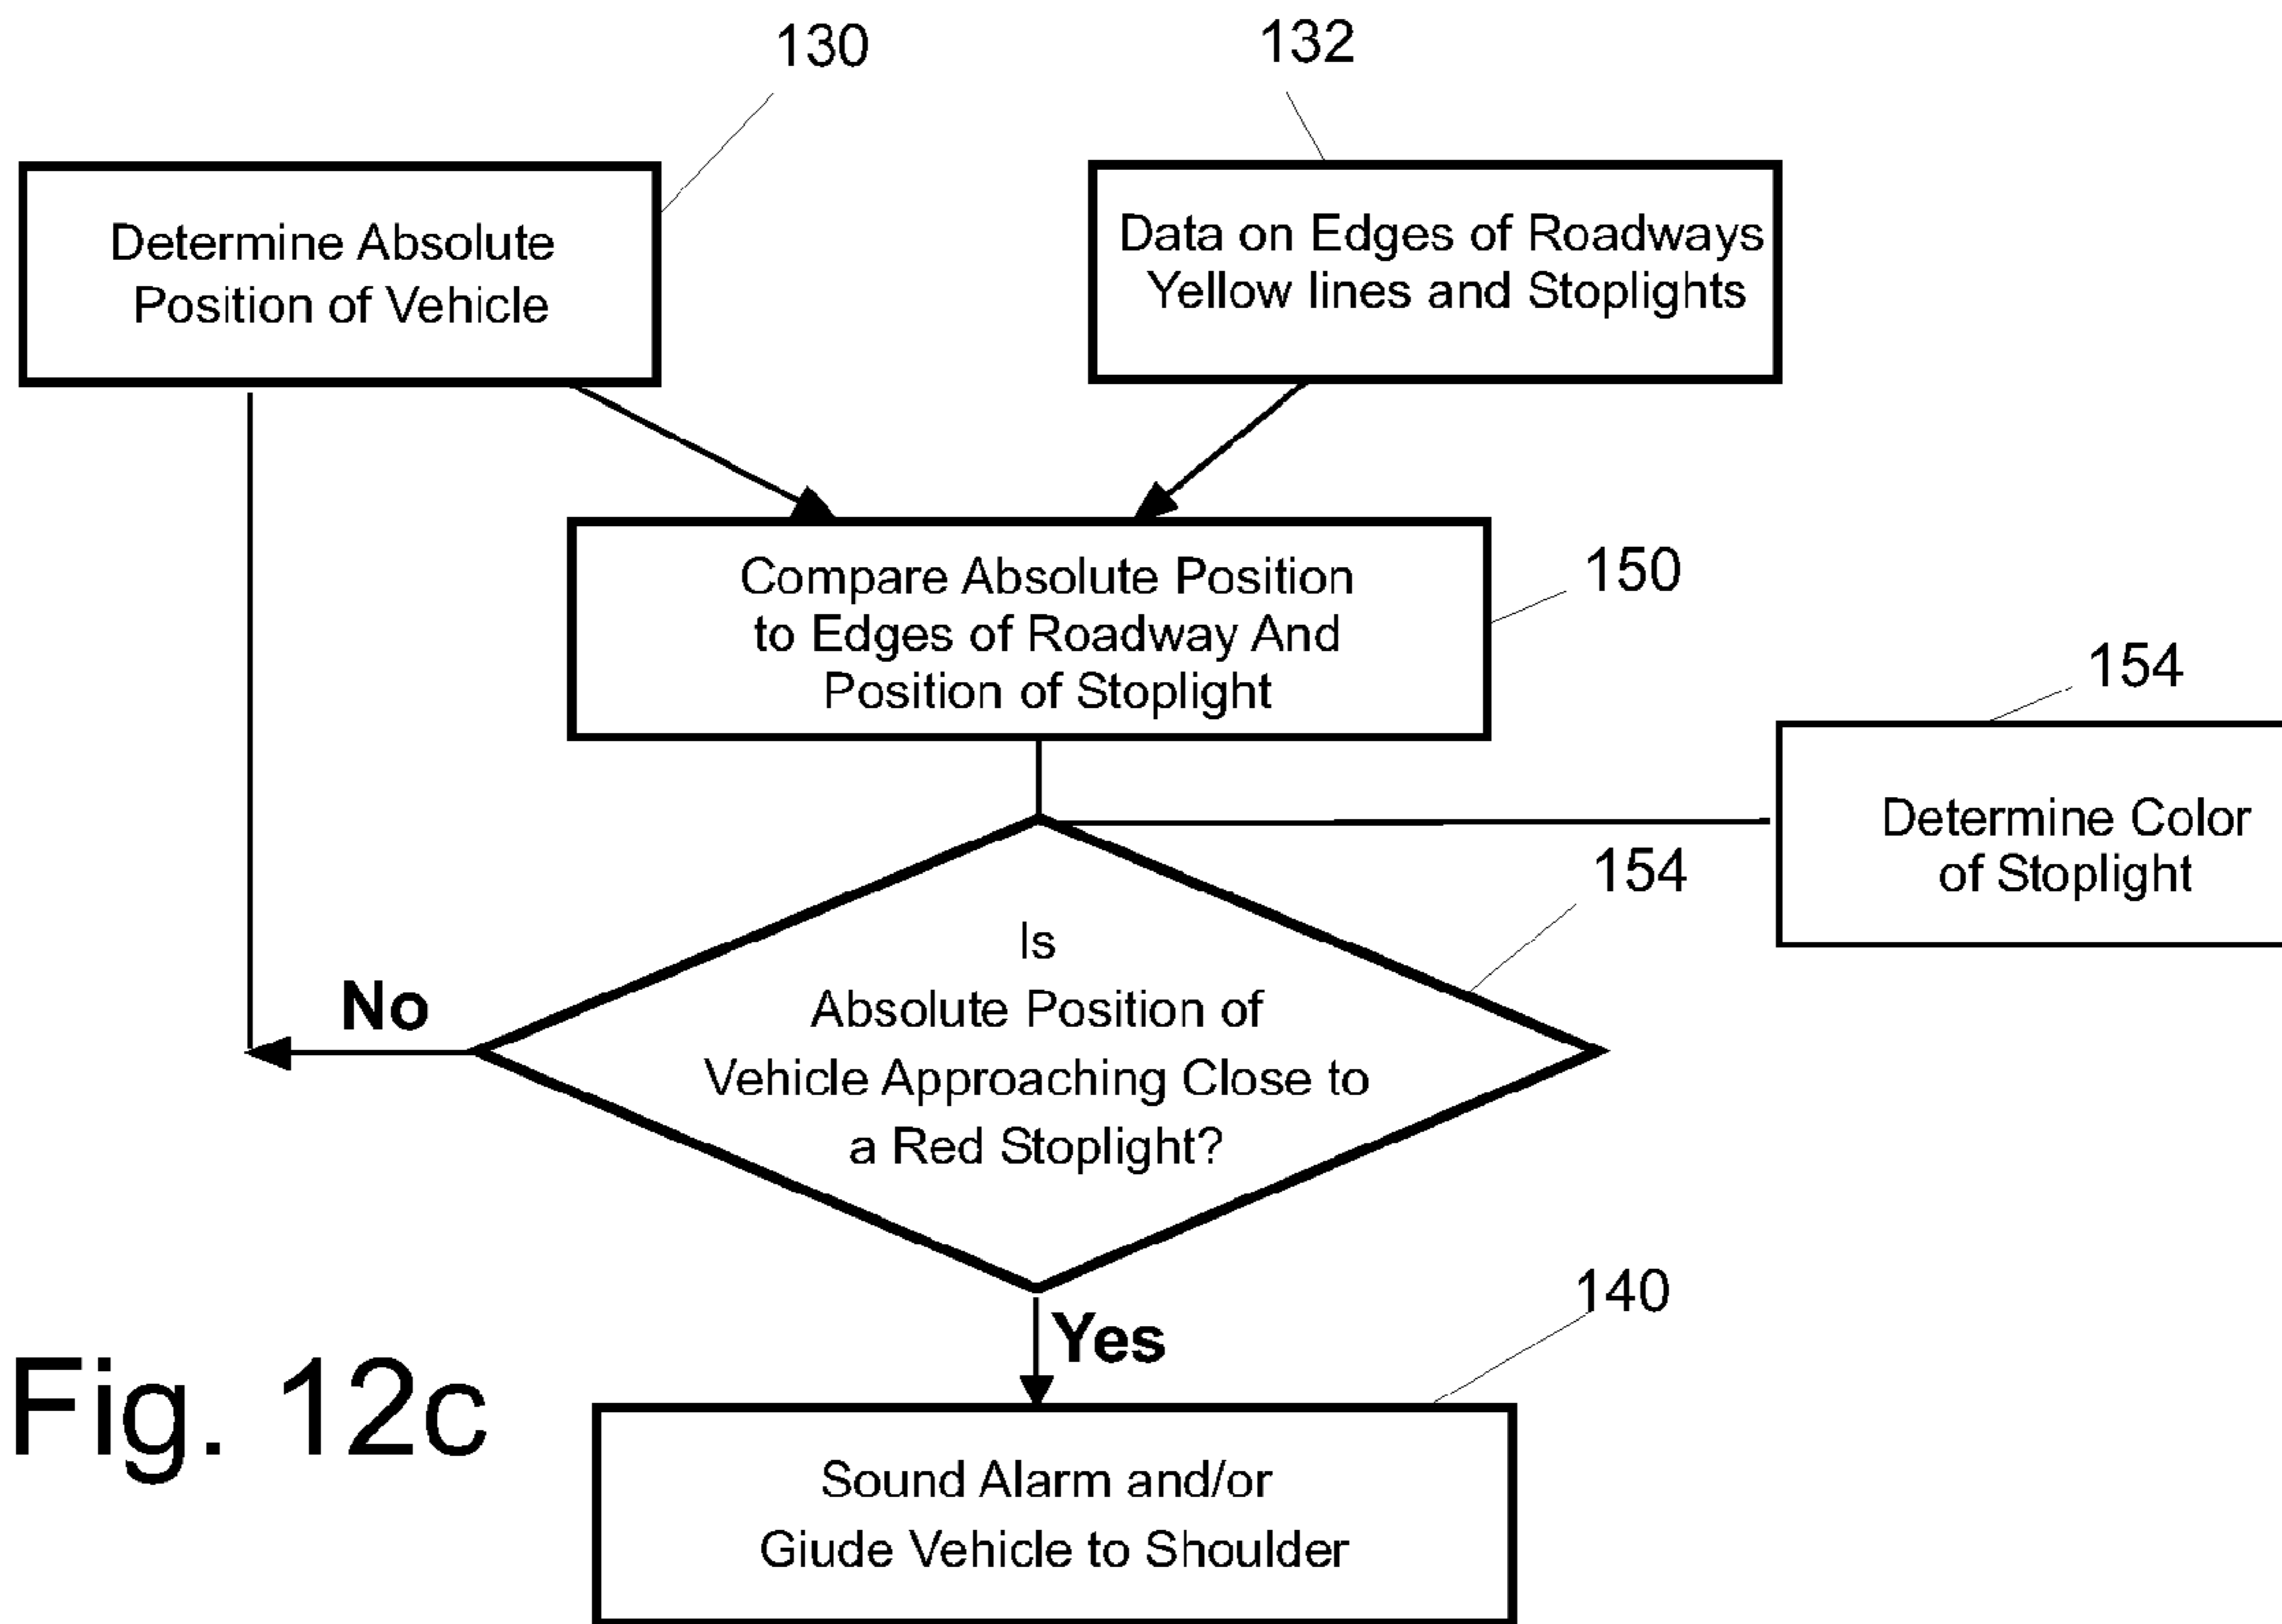 130
132
Determine Absolute
Position of Vehicle
Data on Edges of Roadways
Yellow lines and Stoplights
Compare Absolute Position
to Edges of Roadway And
Position of Stoplight
150
154
Determine Color
of Stoplight
154
Is
Absolute Position of
Vehicle Approaching Close to
a Red Stoplight?
No
Yes
140
Sound Alarm and/or
Giude Vehicle to Shoulder
Fig. 12c